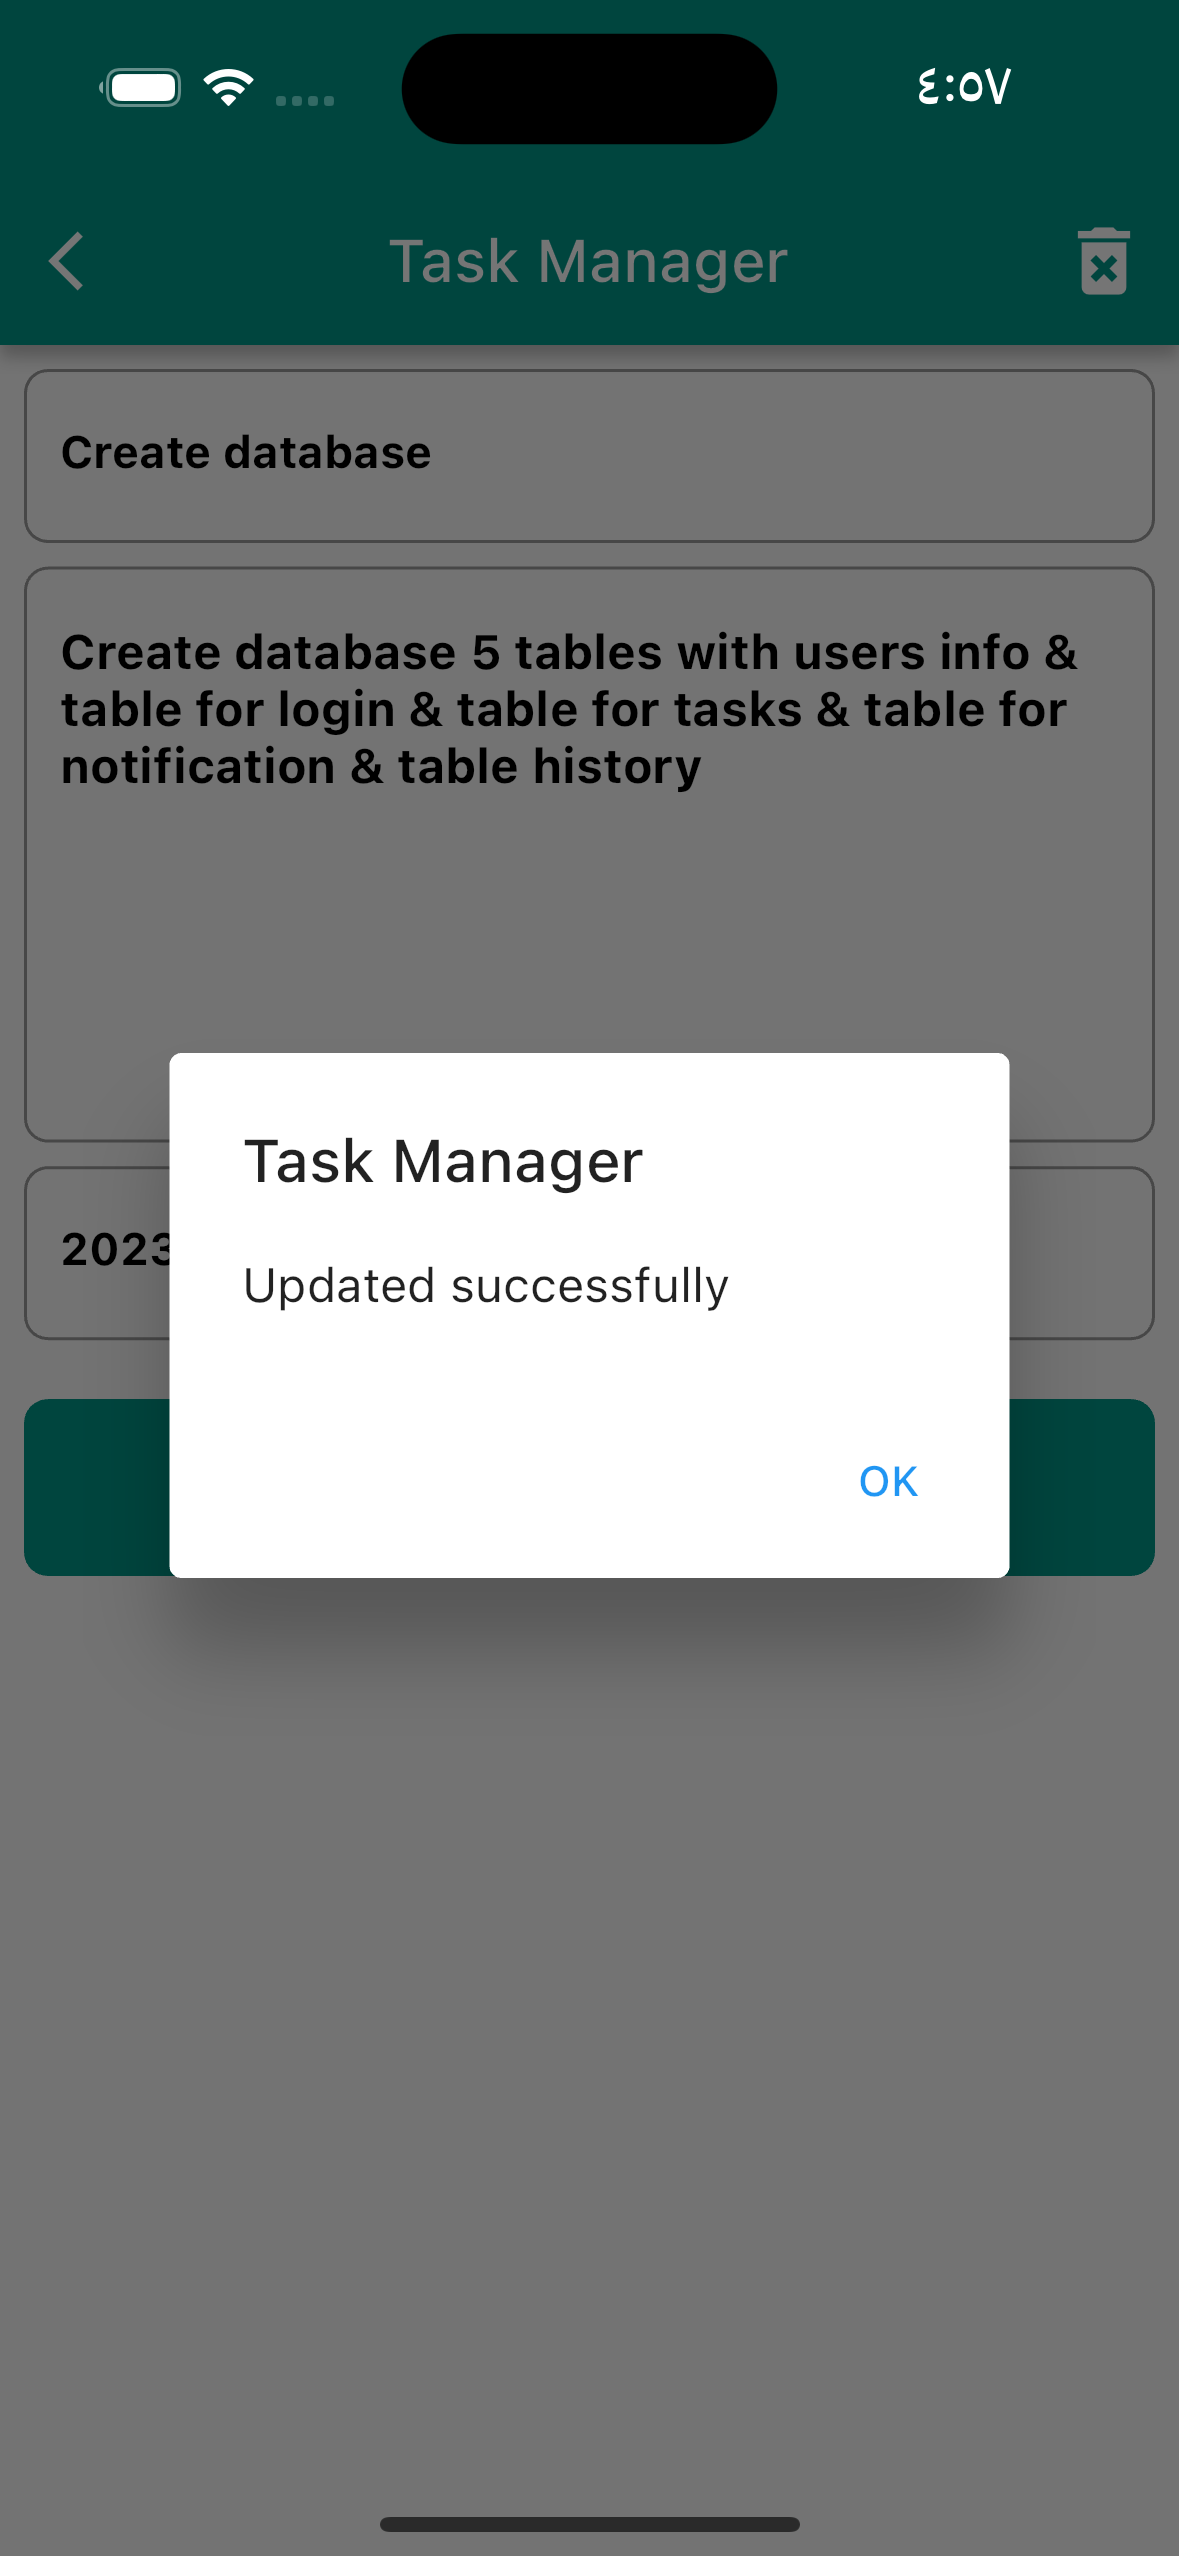 ٤:٥٧
Task Manager
Create database
Create database 5 tables with users info &
table for login & table for tasks & table for
notification & table history
2023
Task Manager
Updated successfully
OK